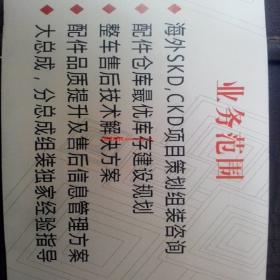 业务范围
海外SKD,CKD项目策划组装咨询
配件仓库最优库存建设规划
整车售后技术解决方案
配件品质提升及售后信息管理方案
大总成，分总成组装独家经验指导